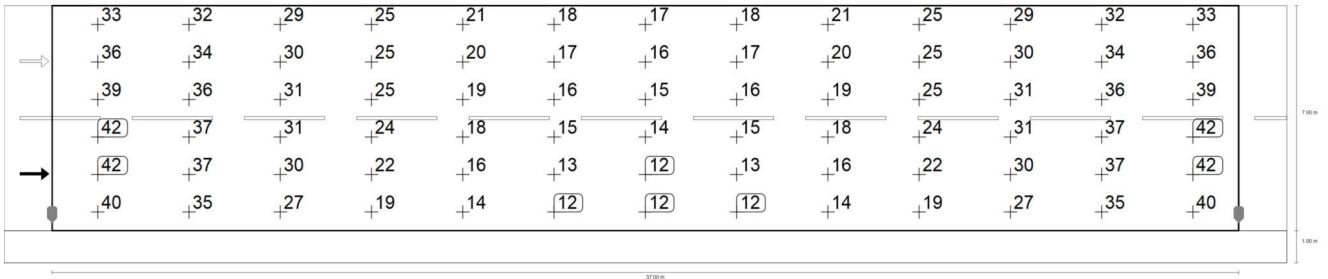 33 32 29 25 21 18 17 18 21 25 29 32 33
36 34 30 25 20 17 16 17 20 25 30 34 36
39 36 31 25 19 16 15 16 19 25 31 36 39
7.00 m
42 37 31 24 18 15 14 15 18 24 31 37 42
42 37 30 22 16 13 12 13 16 22 30 37 42
40 35 27 19 14 12 12 12 14 19 27 35 40
1.00 m
37.00 m